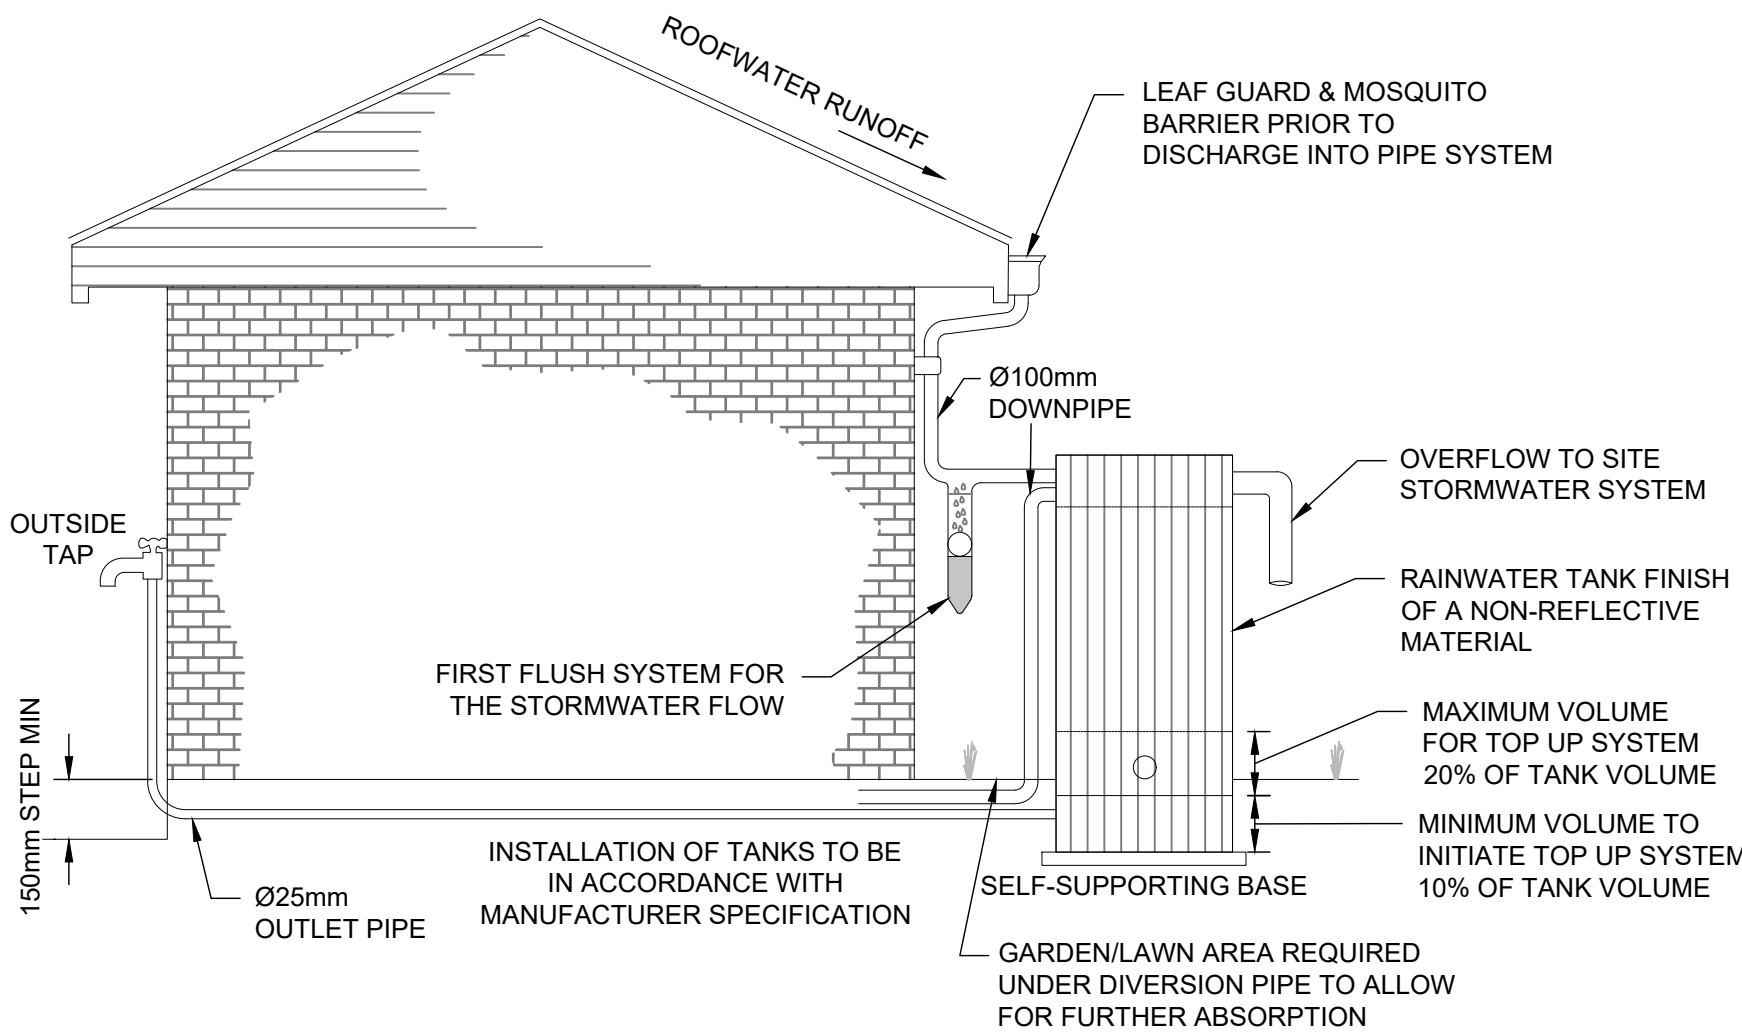 ROOFWATER RUNOFF
LEAF GUARD & MOSQUITO
BARRIER PRIOR TO
DISCHARGE INTO PIPE SYSTEM
Ø100mm
DOWNPIPE
OVERFLOW TO SITE
STORMWATER SYSTEM
OUTSIDE
TAP
RAINWATER TANK FINISH
OF A NON-REFLECTIVE
MATERIAL
FIRST FLUSH SYSTEM FOR
THE STORMWATER FLOW
MAXIMUM VOLUME
FOR TOP UP SYSTEM
20% OF TANK VOLUME
150mm STEP MIN
MINIMUM VOLUME TO
INITIATE TOP UP SYSTEM
10% OF TANK VOLUME
INSTALLATION OF TANKS TO BE
IN ACCORDANCE WITH
MANUFACTURER SPECIFICATION
SELF-SUPPORTING BASE
Ø25mm
OUTLET PIPE
GARDEN/LAWN AREA REQUIRED
UNDER DIVERSION PIPE TO ALLOW
FOR FURTHER ABSORPTION